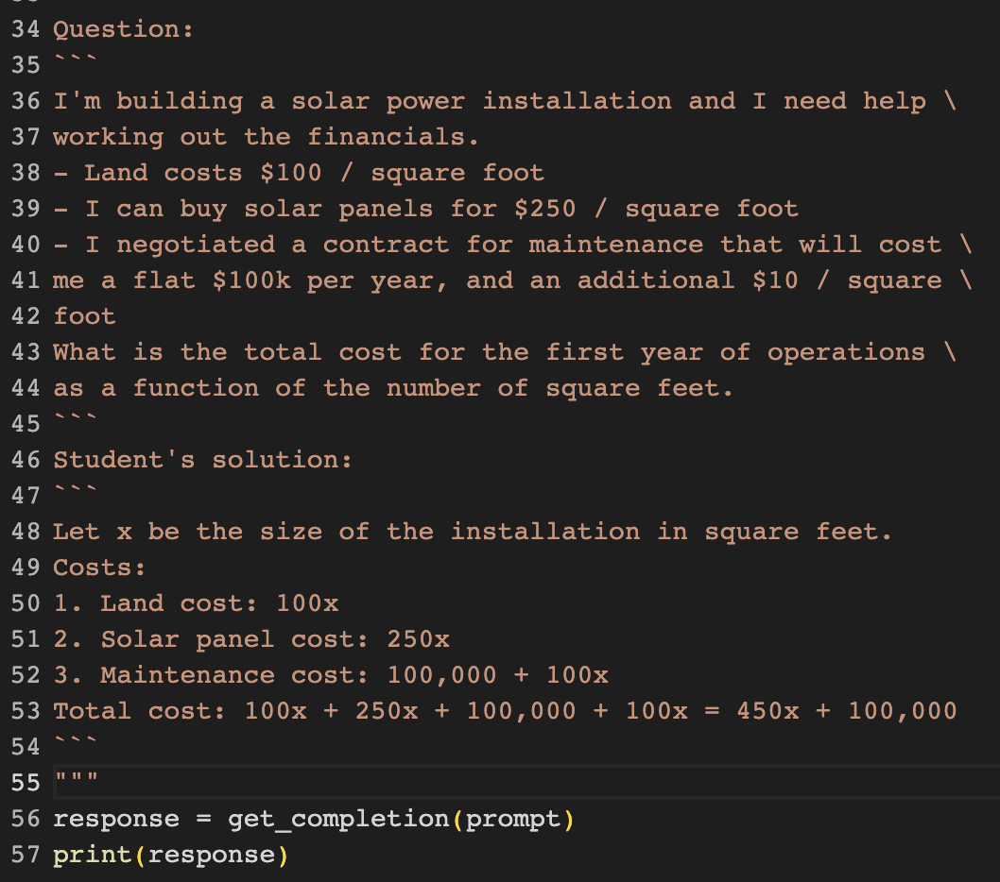 34 Question:
35 ```
36 I'm building a solar power installation and I need help \
37 working out the financials.
38 - Land costs $100 / square foot
39 - I can buy solar panels for $250 / square foot
40 - I negotiated a contract for maintenance that will cost \
41 me a flat $100k per year, and an additional $10 / square \
42 foot
43 What is the total cost for the first year of operations \
44 as a function of the number of square feet.
45 ```
46 Student's solution:
47 ```
48 Let x be the size of the installation in square feet.
49 Costs:
50 1. Land cost: 100x
51 2. Solar panel cost: 250x
52 3. Maintenance cost: 100,000 + 100x
53 Total cost: 100x + 250x + 100,000 + 100x = 450x + 100,000
54 ```
55 """
56 response = get_completion(prompt)
57 print(response)